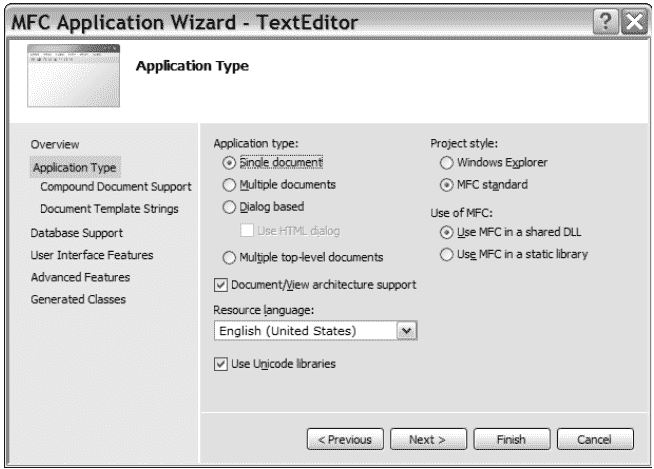 MFC Application Wizard - TextEditor
Application Type
Overview
Application Type
Compound Document Support
Document Template Strings
Database Support
User Interface Features
Advanced Features
Generated Classes
Application type:
Single document
Multiple documents
Dialog based
Use HTML dialog
Multiple top-level documents
Document/View architecture support
Resource language:
English (United States)
Use Unicode libraries
Project style:
Windows Explorer
MFC standard
Use of MFC:
Use MFC in a shared DLL
Use MFC in a static library
< Previous
Next >
Finish
Cancel